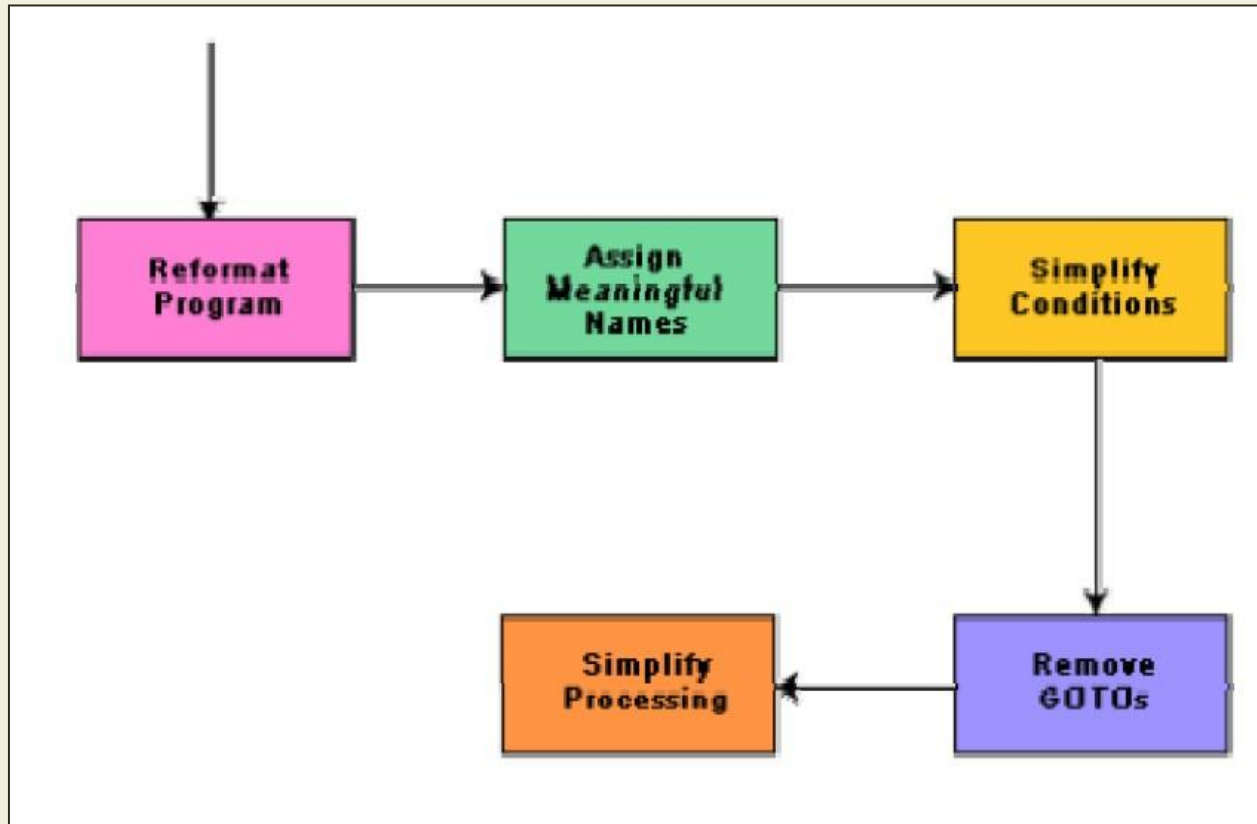 Reformat
Program
Assign
Meaningful
Names
Simplify
Conditions
Remove
GOTOs
Simplify
Processing